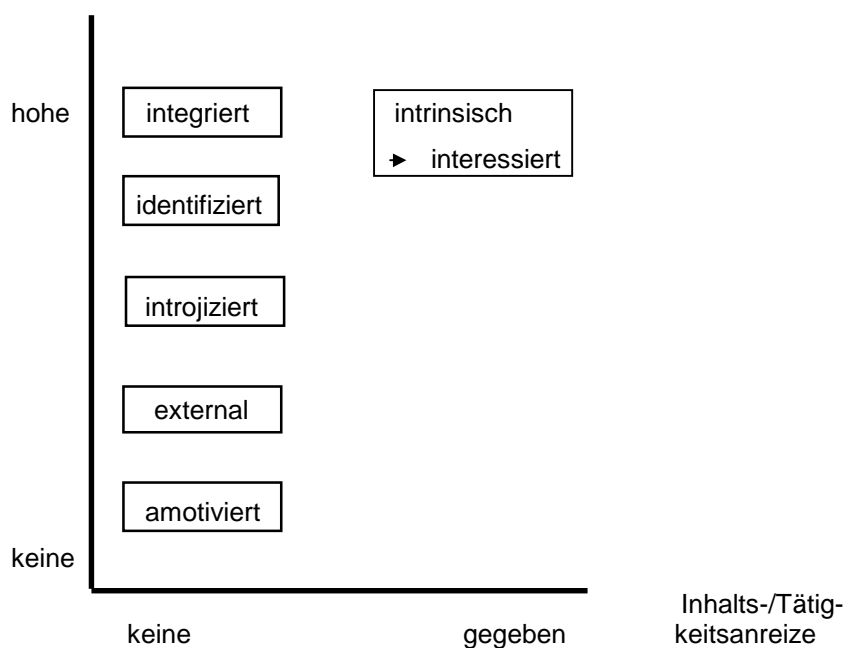 hohe
integriert
intrinsisch
interessiert
identifiziert
introjiziert
external
amotiviert
keine
keine
gegeben
Inhalts-/Tätig-
keitsanreize